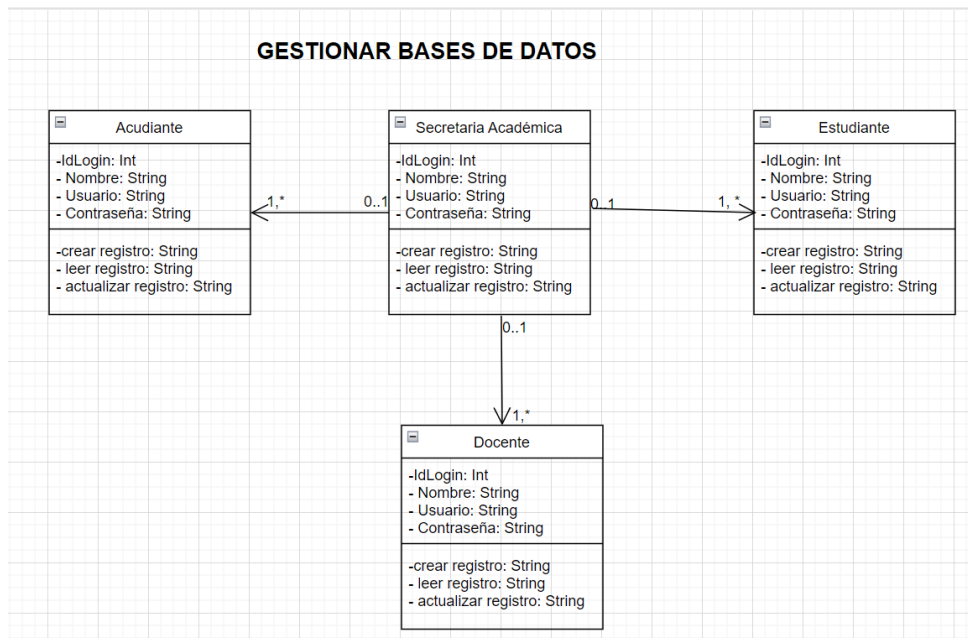 GESTIONAR BASES DE DATOS
Acudiante
-IdLogin: Int
- Nombre: String
- Usuario: String
- Contraseña: String
-crear registro: String
- leer registro: String
- actualizar registro: String
1,*
0..1
Secretaria Académica
-IdLogin: Int
- Nombre: String
- Usuario: String
- Contraseña: String
-crear registro: String
- leer registro: String
- actualizar registro: String
0..1
1, *
Estudiante
-IdLogin: Int
- Nombre: String
- Usuario: String
- Contraseña: String
-crear registro: String
- leer registro: String
- actualizar registro: String
0..1
1,*
Docente
-IdLogin: Int
- Nombre: String
- Usuario: String
- Contraseña: String
-crear registro: String
- leer registro: String
- actualizar registro: String